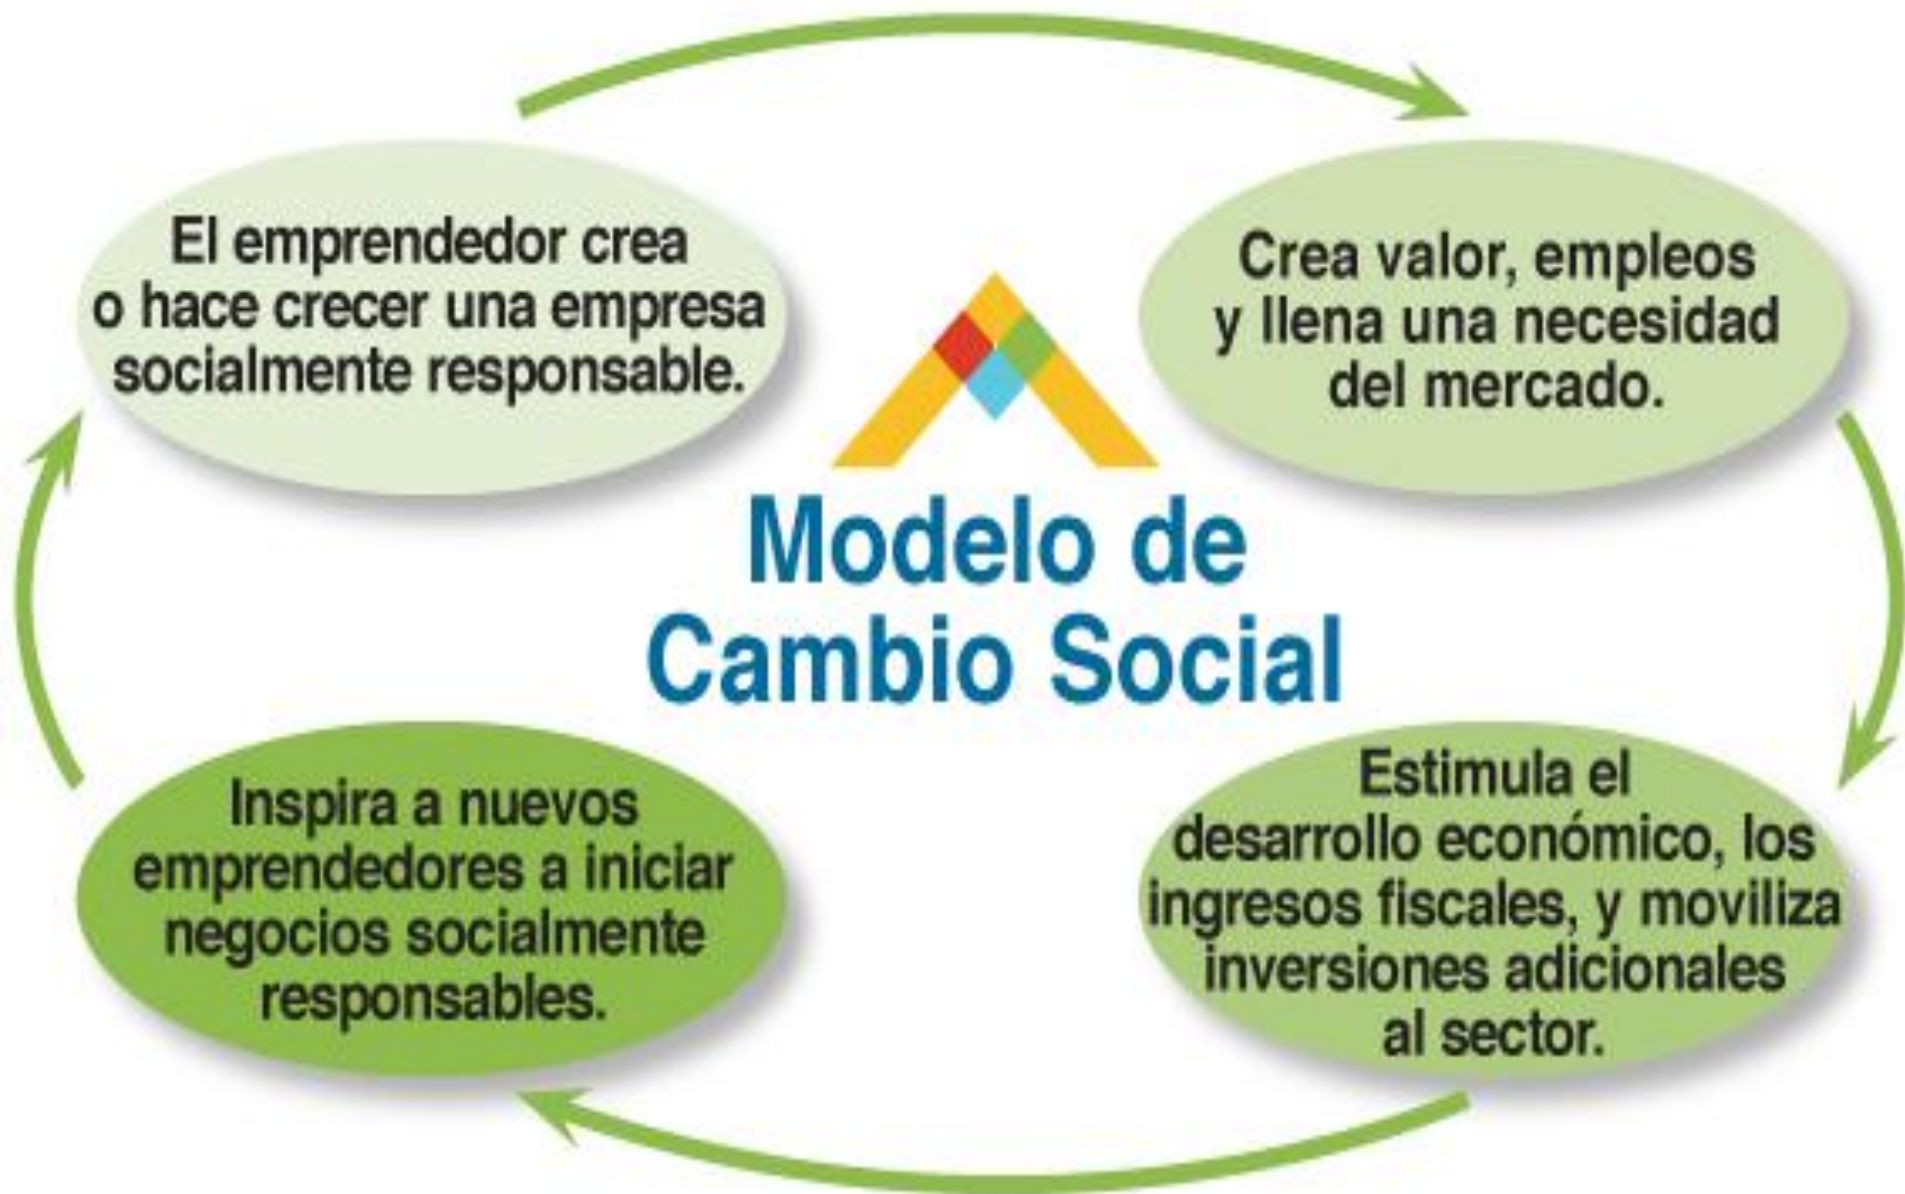 El emprendedor crea
o hace crecer una empresa
socialmente responsable.
Crea valor, empleos
y llena una necesidad
del mercado.
Modelo de
Cambio Social
Estimula el
desarrollo económico, los
ingresos fiscales, y moviliza
inversiones adicionales
al sector.
Inspira a nuevos
emprendedores a iniciar
negocios socialmente
responsables.